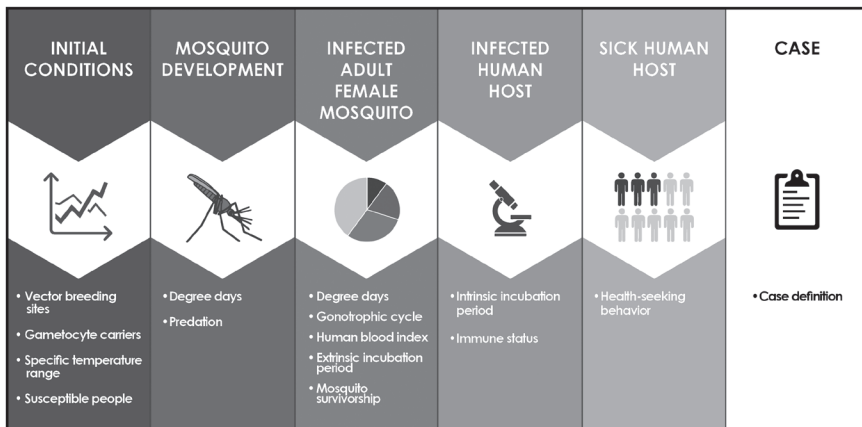 INITIAL
CONDITIONS
MOSQUITO
DEVELOPMENT
INFECTED
ADULT
FEMALE
MOSQUITO
INFECTED
HUMAN
HOST
SICK HUMAN
HOST
CASE
• Vector breeding
sites
• Gametocyte carriers
• Specific temperature
range
• Susceptible people
• Degree days
• Predation
• Degree days
• Gonotrophic cycle
• Human blood index
• Extrinsic incubation
period
• Mosquito
survivorship
• Intrinsic incubation
period
• Immune status
• Health-seeking
behavior
• Case definition